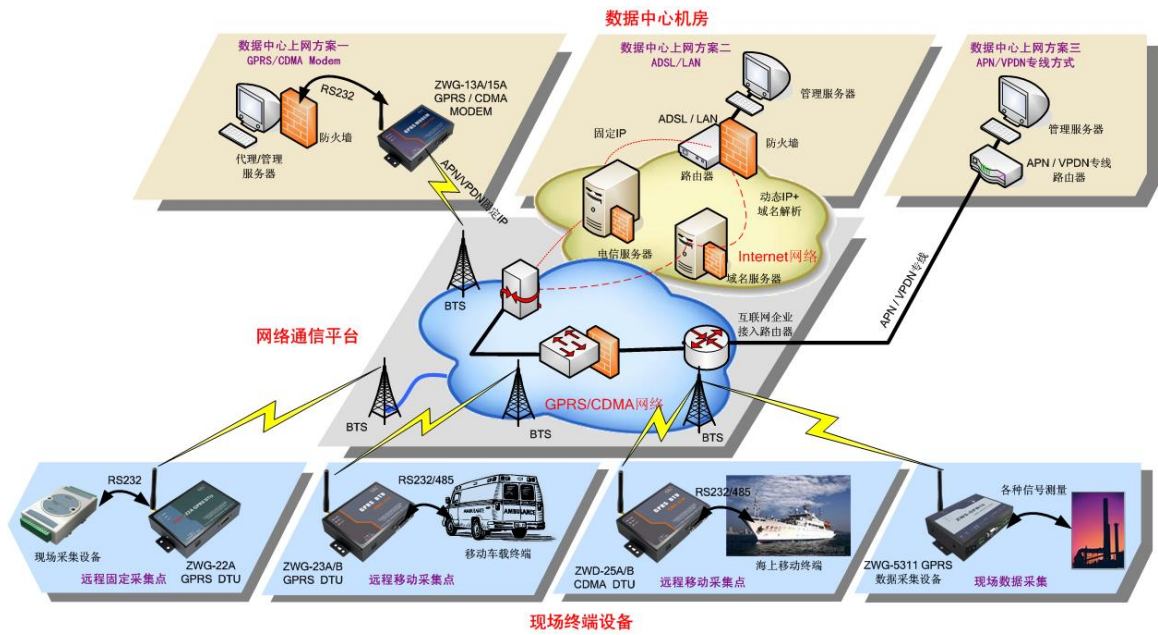 数据中心机房
数据中心上网方案一
GPRS/CDMA Modem
RS232
ZWG-13A/15A
GPRS / CDMA
MODEM
防火墙
代理/管理
服务器
APN/VPDN固定IP
数据中心上网方案二
ADSL/LAN
管理服务器
ADSL / LAN
固定IP
防火墙
路由器
动态IP+
域名解析
电信服务器
Internet网络
域名服务器
数据中心上网方案三
APN/VPDN专线方式
管理服务器
APN / VPDN专线
路由器
APN / VPDN专线
网络通信平台
BTS
互联网企业
接入路由器
GPRS/CDMA网络
BTS
BTS
BTS
RS232
现场采集设备
远程固定采集点
ZWG-22A
GPRS DTU
RS232/485
GPRS DTU
AMBULANCE
移动车载终端
ZWG-23A/B
GPRS DTU
远程移动采集点
RS232/485
GPRS DTU
海上移动终端
ZWD-25A/B
CDMA DTU
远程移动采集点
各种信号测量
ZWG-5311 GPRS
数据采集设备
现场数据采集
现场终端设备